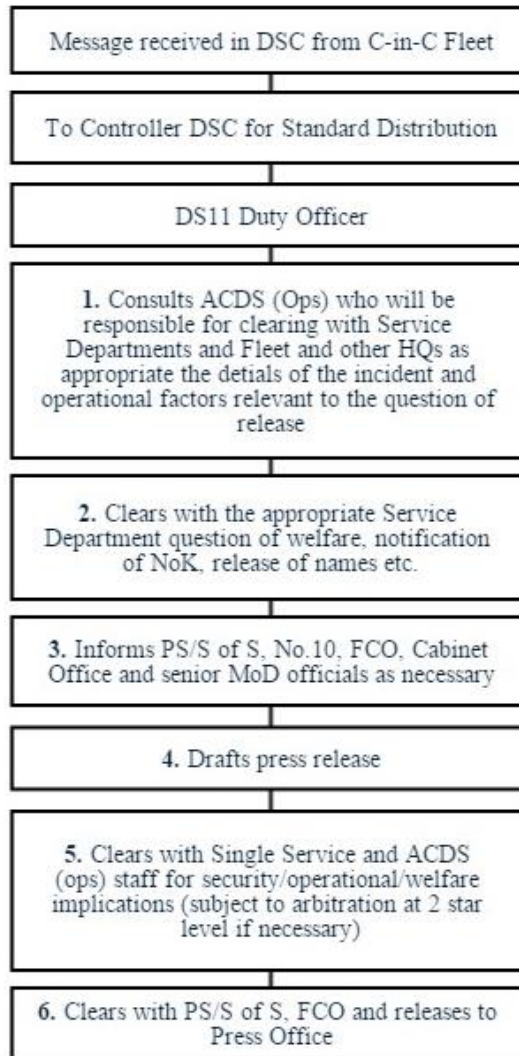 Message received in DSC from C-in-C Fleet
To Controller DSC for Standard Distribution
DS11 Duty Officer
1. Consults ACDS (Ops) who will be
responsible for clearing with Service
Departments and Fleet and other HQs as
appropriate the detials of the incident and
operational factors relevant to the question of
release
2. Clears with the appropriate Service
Department question of welfare, notification
of NoK, release of names etc.
3. Informs PS/S of S, No.10, FCO, Cabinet
Office and senior MoD officials as necessary
4. Drafts press release
5. Clears with Single Service and ACDS
(ops) staff for security/operational/welfare
implications (subject to arbitration at 2 star
level if necessary)
6. Clears with PS/S of S, FCO and releases to
Press Office